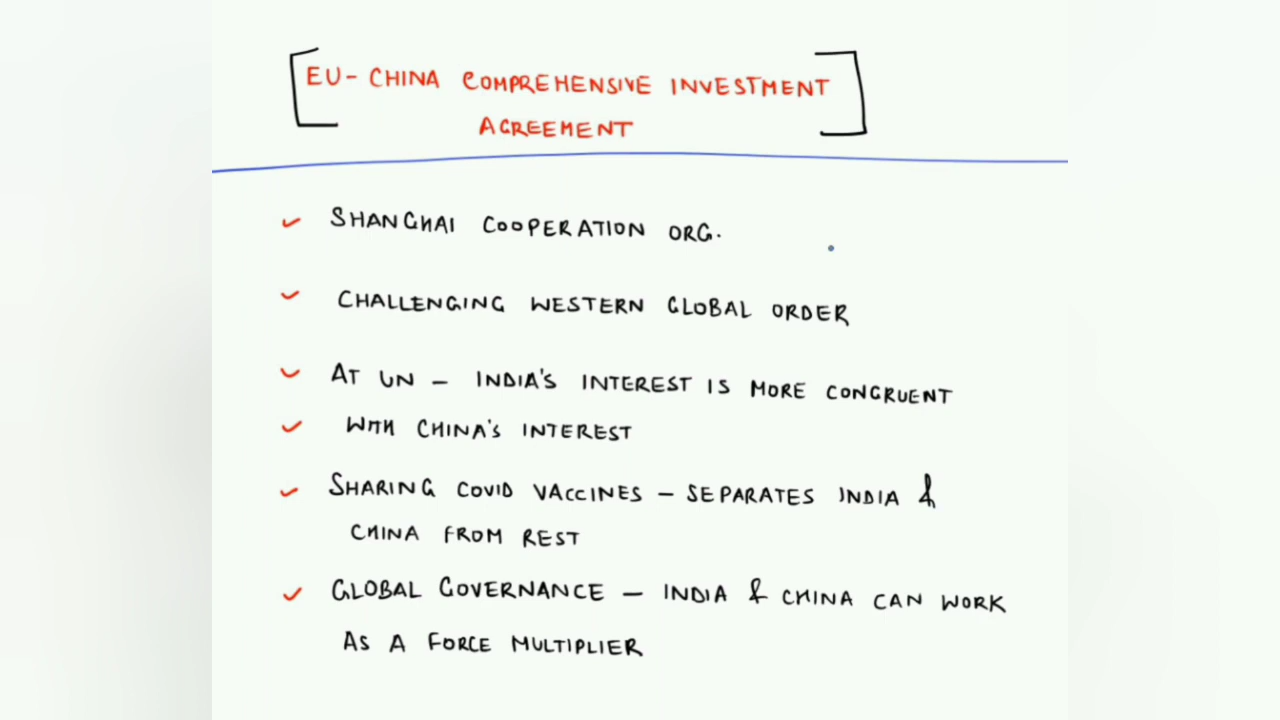 EU- CHINA COMPREHENSIVE INVESTMENT
AGREEMENT
SHANGHAI COOPERATION ORG.
CHALLENGING WESTERN GLOBAL ORDER
AT UN - INDIA'S INTEREST IS MORE CONGRUENT
WITH CHINA'S INTEREST
SHARING COVID VACCINES - SEPARATES INDIA &
CHINA FROM REST
GLOBAL GOVERNANCE - INDIA & CHINA CAN WORK
AS A FORCE MULTIPLIER